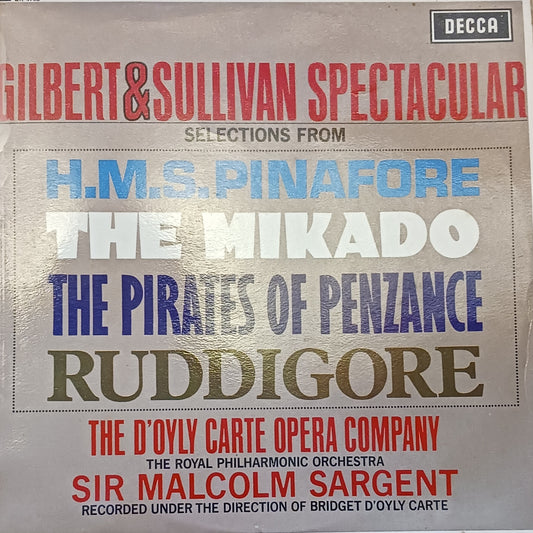 DECCA
GILBERT & SULLIVAN SPECTACULAR
SELECTIONS FROM
H.M.S. PINAFORE
THE MIKADO
THE PIRATES OF PENZANCE
RUDDIGORE
THE D'OYLY CARTE OPERA COMPANY
THE ROYAL PHILHARMONIC ORCHESTRA
SIR MALCOLM SARGENT
RECORDED UNDER THE DIRECTION OF BRIDGET D'OYLY CARTE